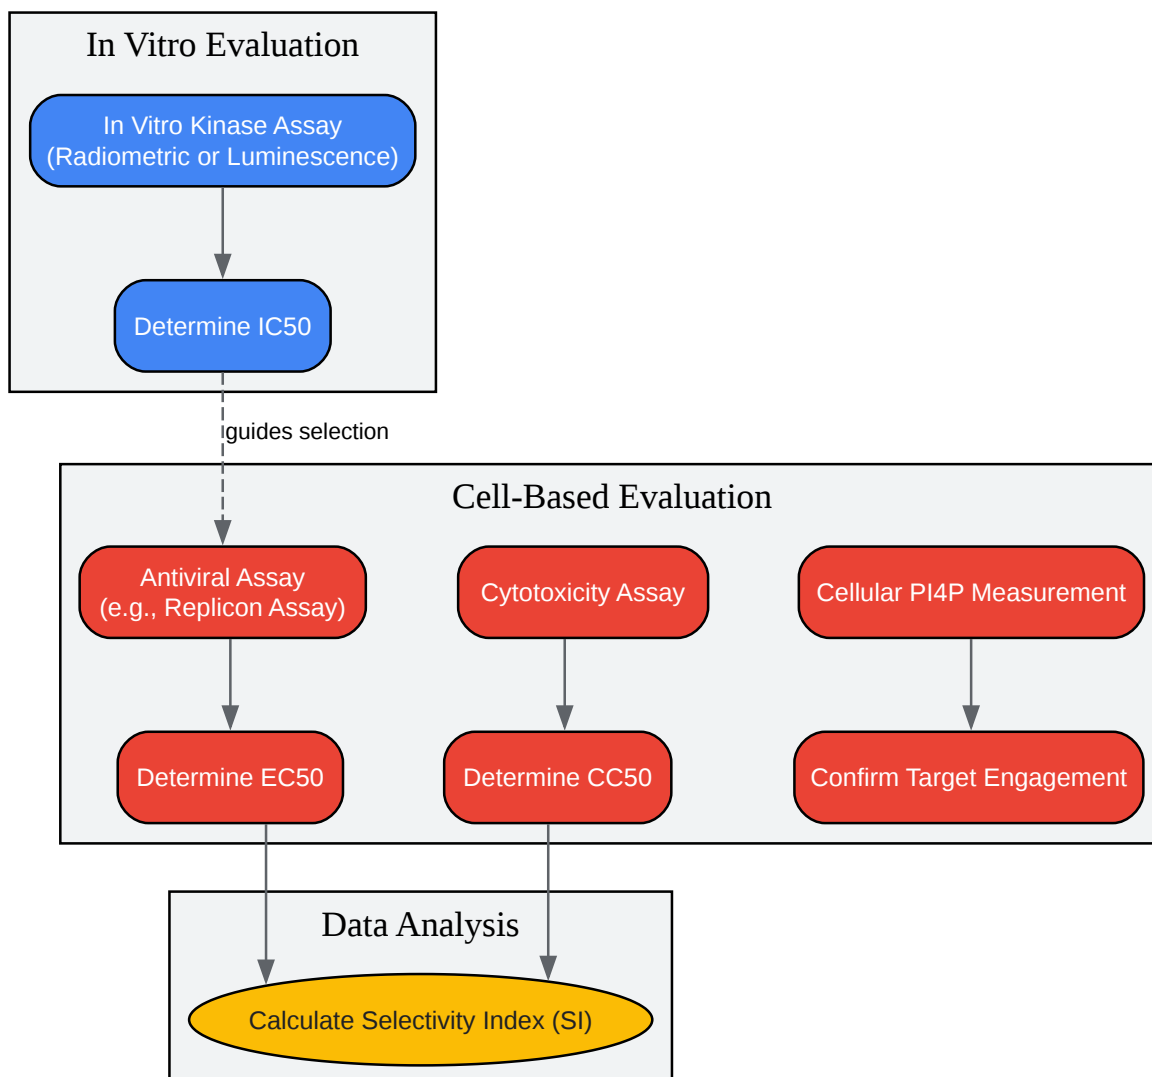 In Vitro Evaluation
In Vitro Kinase Assay
(Radiometric or Luminescence)
Determine IC50
guides selection
Cell-Based Evaluation
Antiviral Assay
(e.g., Replicon Assay)
Cytotoxicity Assay
Cellular PI4P Measurement
Determine EC50
Determine CC50
Confirm Target Engagement
Data Analysis
Calculate Selectivity Index (SI)